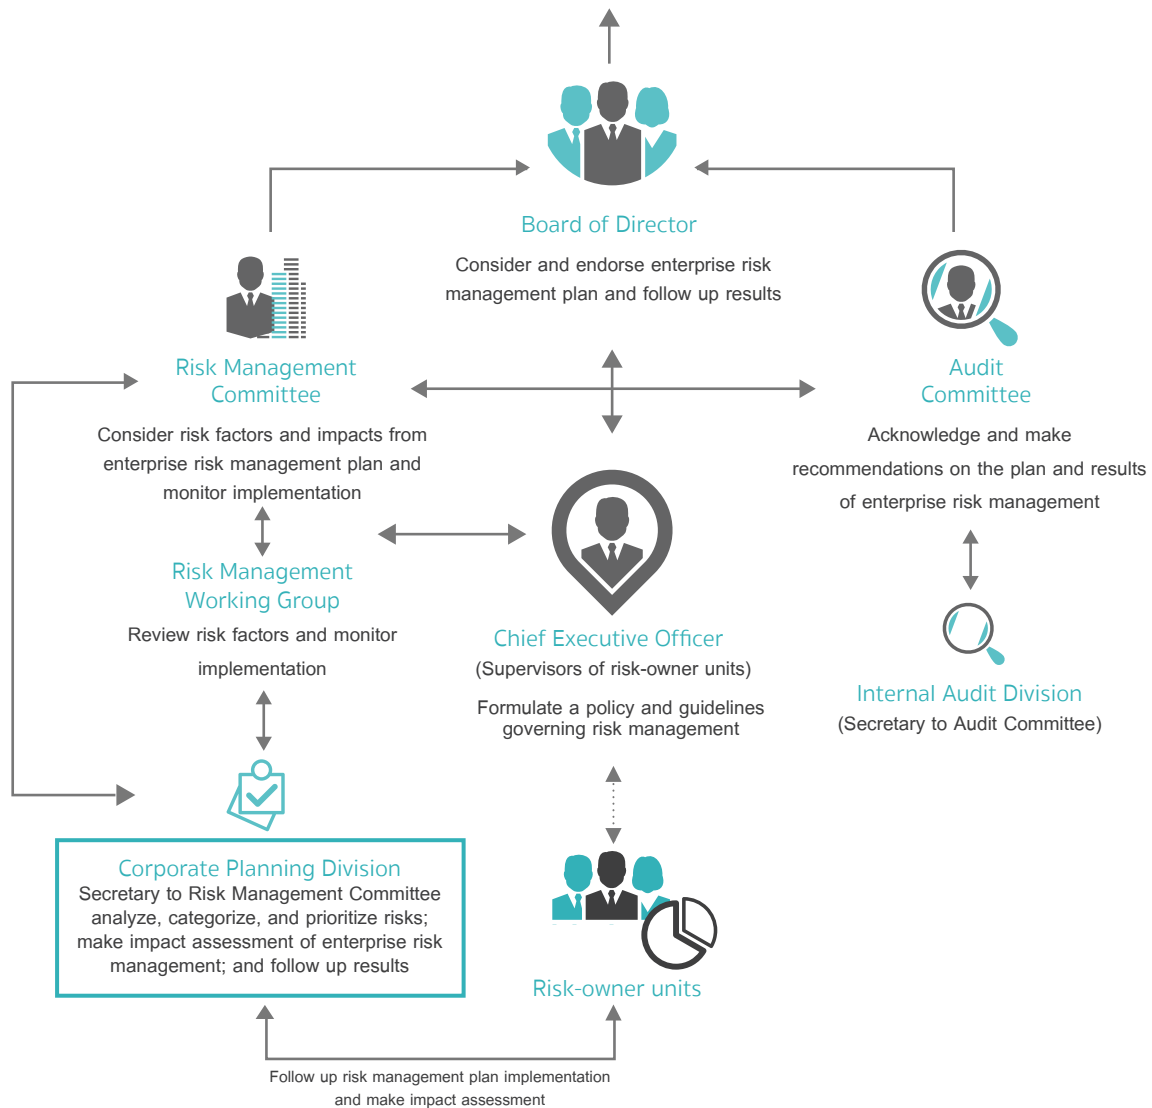 Board of Director
Consider and endorse enterprise risk
management plan and follow up results
Risk Management
Committee
Consider risk factors and impacts from
enterprise risk management plan and
monitor implementation
Audit
Committee
Acknowledge and make
recommendations on the plan and results
of enterprise risk management
Risk Management
Working Group
Review risk factors and monitor
implementation
Chief Executive Officer
(Supervisors of risk-owner units)
Formulate a policy and guidelines
governing risk management
Internal Audit Division
(Secretary to Audit Committee)
Corporate Planning Division
Secretary to Risk Management Committee
analyze, categorize, and prioritize risks;
make impact assessment of enterprise risk
management; and follow up results
Risk-owner units
Follow up risk management plan implementation
and make impact assessment